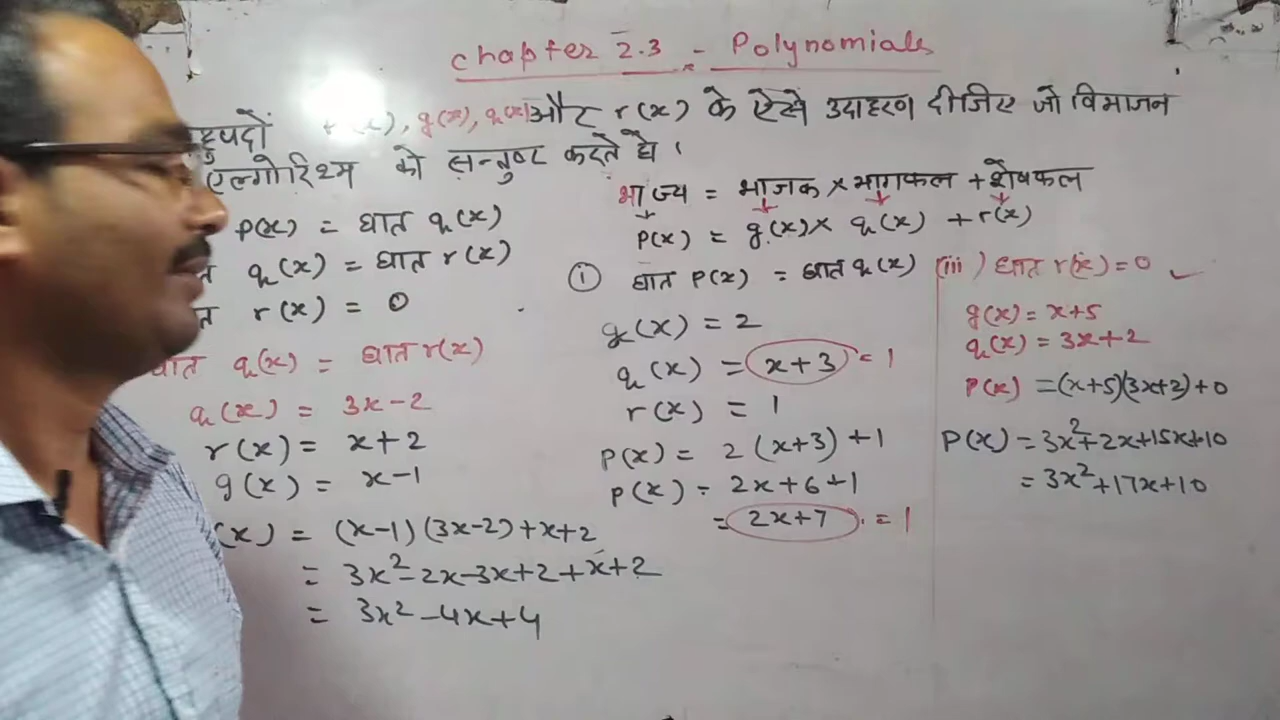 chapter 2.3 - Polynomials
(x), g(x), q(x) और r(x) के ऐसे उदाहरण दीजिए जो विभाजन
एल्गोरिथ्म को सन्तुष्ट करते हो।
P(x) = घात q(x)
q(x) = घात r(x)
r(x) = 0
घात q(x) = घात r(x)
q(x) = 3x-2
r(x) = x+2
g(x) = x-1
(x) = (x-1)(3x-2)+x+2
= 3x²-2x-3x+2+x+2
= 3x²-4x+4
भाज्य = भाजक × भागफल + शेषफल
P(x) = g(x) × q(x) + r(x)
① घात P(x) = घात q(x)
g(x) = 2
q(x) = x+3 = 1
r(x) = 1
P(x) = 2(x+3)+1
P(x) = 2x+6+1
= 2x+7 = 1
(iii) घात r(x) = 0 ✓
g(x) = x+5
q(x) = 3x+2
P(x) = (x+5)(3x+2)+0
P(x) = 3x²+2x+15x+10
= 3x²+17x+10